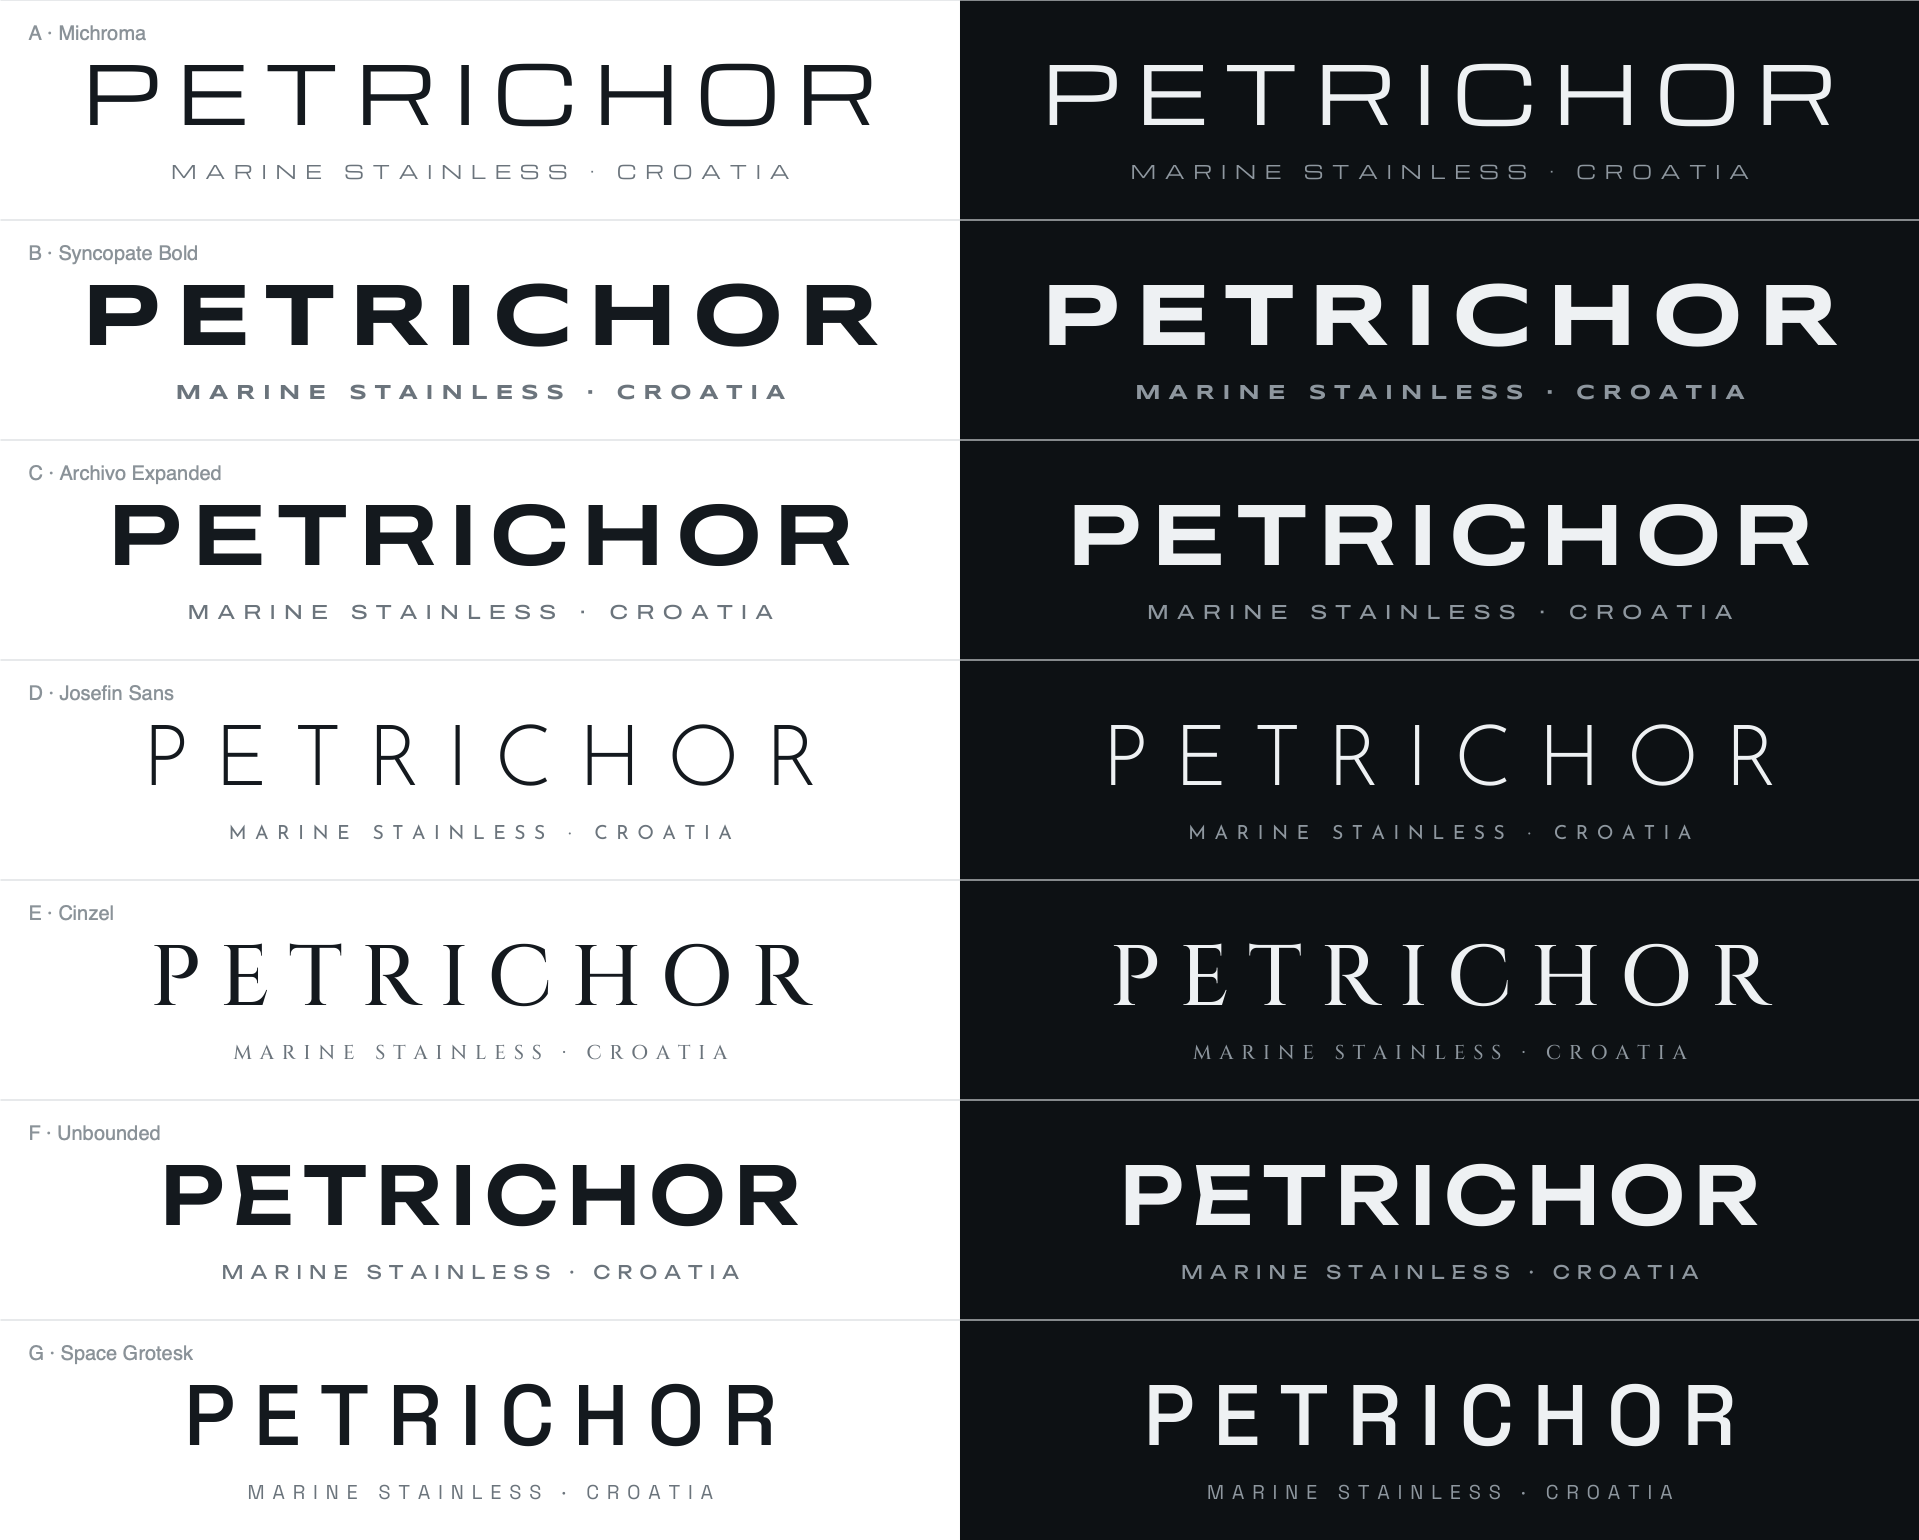 A · Michroma
PETRICHOR PETRICHOR
MARINE STAINLESS · CROATIA MARINE STAINLESS · CROATIA
B · Syncopate Bold
PETRICHOR PETRICHOR
MARINE STAINLESS · CROATIA MARINE STAINLESS · CROATIA
C · Archivo Expanded
PETRICHOR PETRICHOR
MARINE STAINLESS · CROATIA MARINE STAINLESS · CROATIA
D · Josefin Sans
PETRICHOR PETRICHOR
MARINE STAINLESS · CROATIA MARINE STAINLESS · CROATIA
E · Cinzel
PETRICHOR PETRICHOR
MARINE STAINLESS · CROATIA MARINE STAINLESS · CROATIA
F · Unbounded
PETRICHOR PETRICHOR
MARINE STAINLESS · CROATIA MARINE STAINLESS · CROATIA
G · Space Grotesk
PETRICHOR PETRICHOR
MARINE STAINLESS · CROATIA MARINE STAINLESS · CROATIA